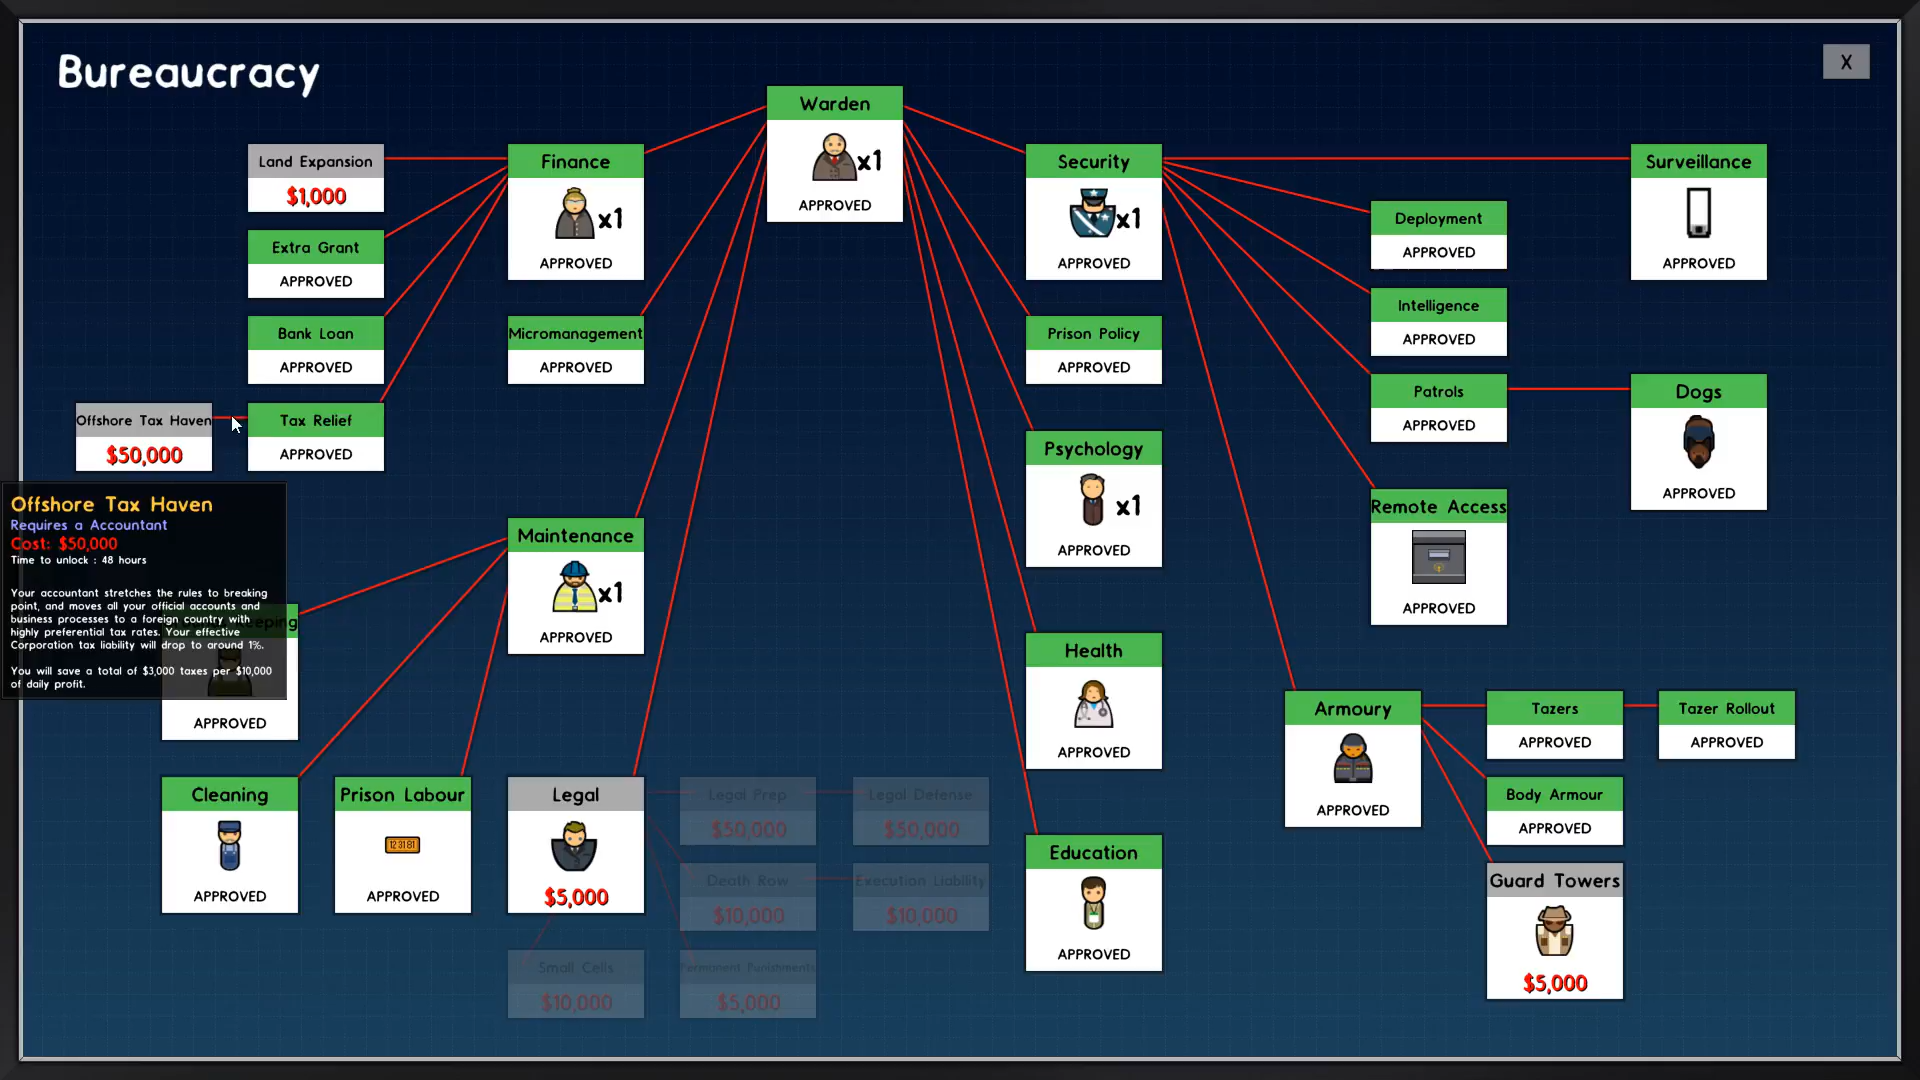 Bureaucracy
X
Warden
x1
APPROVED
Land Expansion
$1,000
Finance
x1
APPROVED
Security
x1
APPROVED
Surveillance
APPROVED
Extra Grant
APPROVED
Deployment
APPROVED
Intelligence
APPROVED
Bank Loan
APPROVED
Micromanagement
APPROVED
Prison Policy
APPROVED
Patrols
APPROVED
Dogs
APPROVED
Offshore Tax Haven
$50,000
Tax Relief
APPROVED
Psychology
x1
APPROVED
Remote Access
APPROVED
Offshore Tax Haven
Requires a Accountant
Cost: $50,000
Time to unlock : 48 hours
Your accountant stretches the rules to breaking
point, and moves all your official accounts and
business processes to a foreign country with
highly preferential tax rates. Your effective
Corporation tax liability will drop to around 1%.
You will save a total of $3,000 taxes per $10,000
of daily profit.
APPROVED
Maintenance
x1
APPROVED
Health
APPROVED
Armoury
APPROVED
Tazers
APPROVED
Tazer Rollout
APPROVED
Cleaning
APPROVED
Prison Labour
123181
APPROVED
Legal
$5,000
Legal Prep
$50,000
Legal Defense
$50,000
Death Row
$10,000
Execution Liability
$10,000
Small Cells
$10,000
Permanent Punishments
$5,000
Education
APPROVED
Body Armour
APPROVED
Guard Towers
$5,000